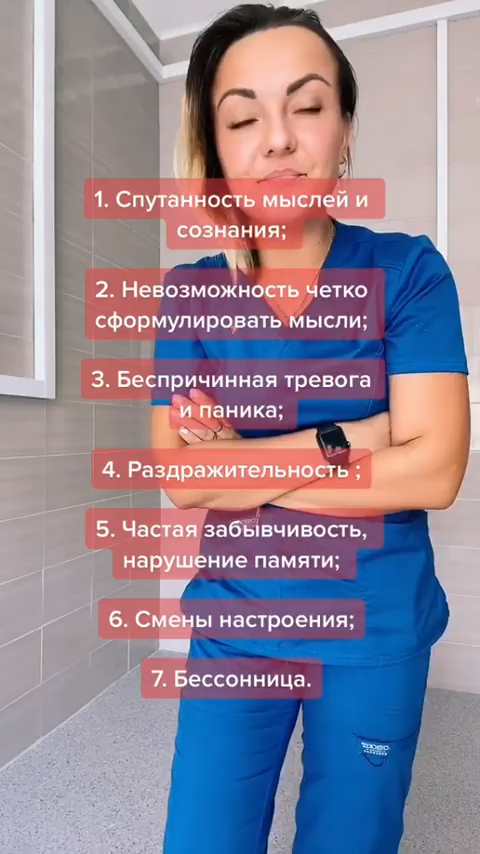 1. Спутанность мыслей и
сознания;
2. Невозможность четко
сформулировать мысли;
3. Беспричинная тревога
и паника;
4. Раздражительность ;
5. Частая забывчивость,
нарушение памяти;
6. Смены настроения;
7. Бессонница.